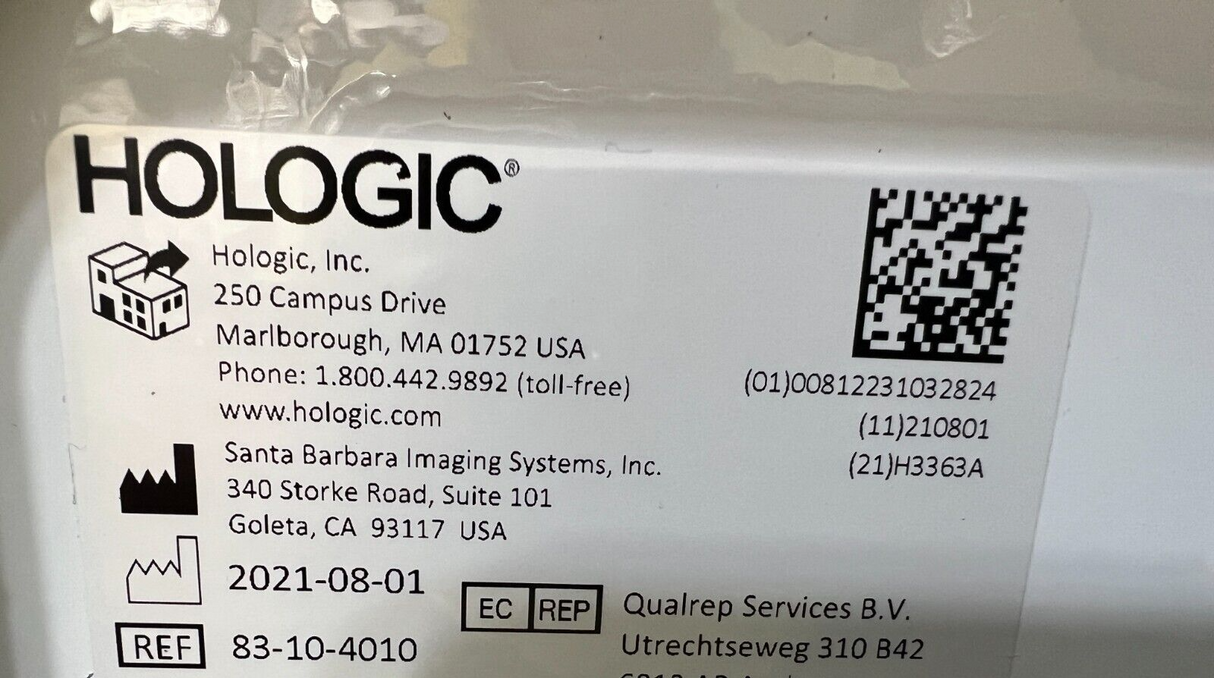 HOLOGIC®
Hologic, Inc.
250 Campus Drive
Marlborough, MA 01752 USA
Phone: 1.800.442.9892 (toll-free)
www.hologic.com
(01)00812231032824
(11)210801
(21)H3363A
Santa Barbara Imaging Systems, Inc.
340 Storke Road, Suite 101
Goleta, CA 93117 USA
2021-08-01
REF 83-10-4010
EC REP
Qualrep Services B.V.
Utrechtseweg 310 B42